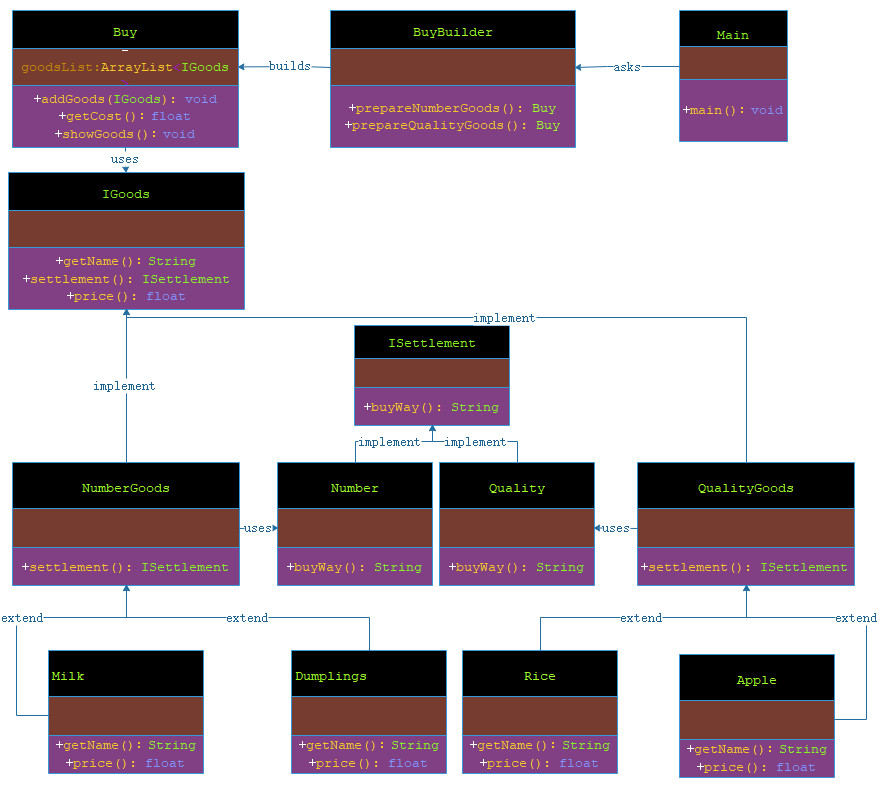 Buy
goodsList:ArrayList<IGoods
+addGoods(IGoods): void
+getCost(): float
+showGoods(): void
builds
BuyBuilder
+prepareNumberGoods(): Buy
+prepareQualityGoods(): Buy
asks
Main
+main(): void
uses
IGoods
+getName(): String
+settlement(): ISettlement
+price(): float
implement
implement
ISettlement
+buyWay(): String
implement
implement
NumberGoods
+settlement(): ISettlement
uses
Number
+buyWay(): String
Quality
+buyWay(): String
uses
QualityGoods
+settlement(): ISettlement
extend
extend
extend
extend
Milk
+getName(): String
+price(): float
Dumplings
+getName(): String
+price(): float
Rice
+getName(): String
+price(): float
Apple
+getName(): String
+price(): float